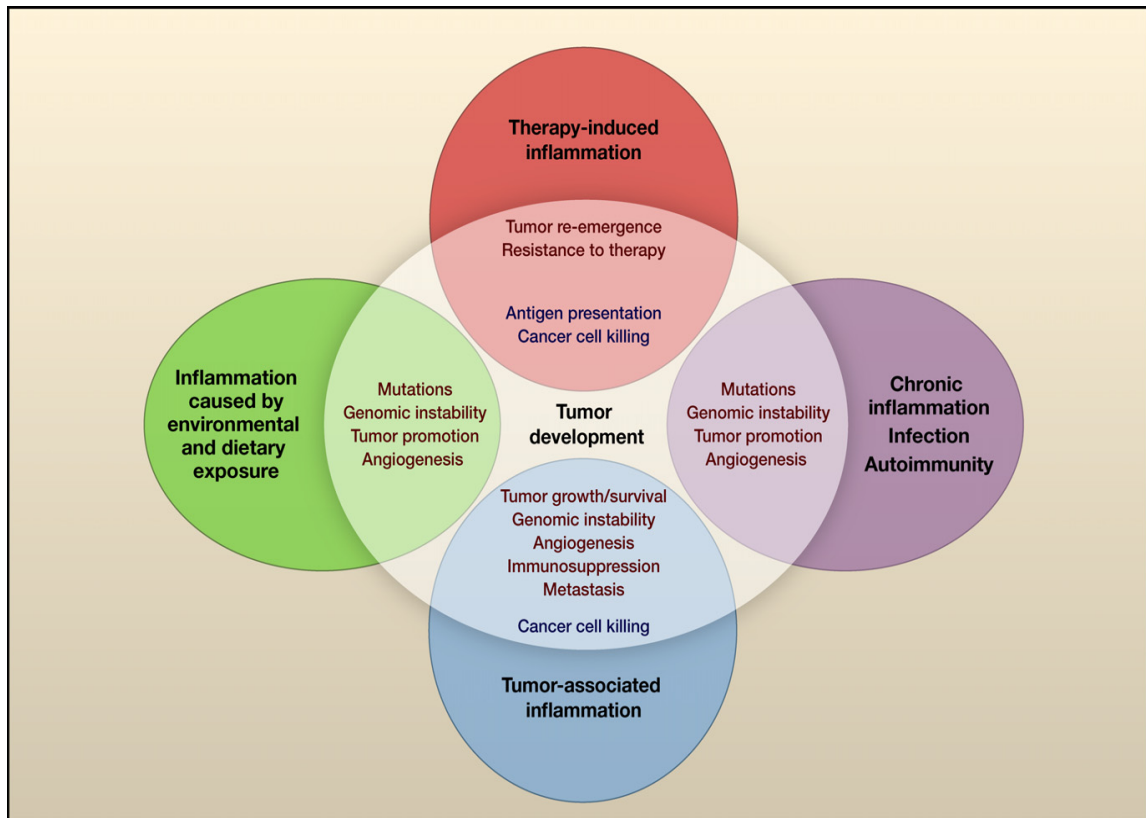 Therapy-induced
inflammation
Tumor re-emergence
Resistance to therapy
Antigen presentation
Cancer cell killing
Inflammation
caused by
environmental
and dietary
exposure
Mutations
Genomic instability
Tumor promotion
Angiogenesis
Tumor
development
Mutations
Genomic instability
Tumor promotion
Angiogenesis
Chronic
inflammation
Infection
Autoimmunity
Tumor growth/survival
Genomic instability
Angiogenesis
Immunosuppression
Metastasis
Cancer cell killing
Tumor-associated
inflammation